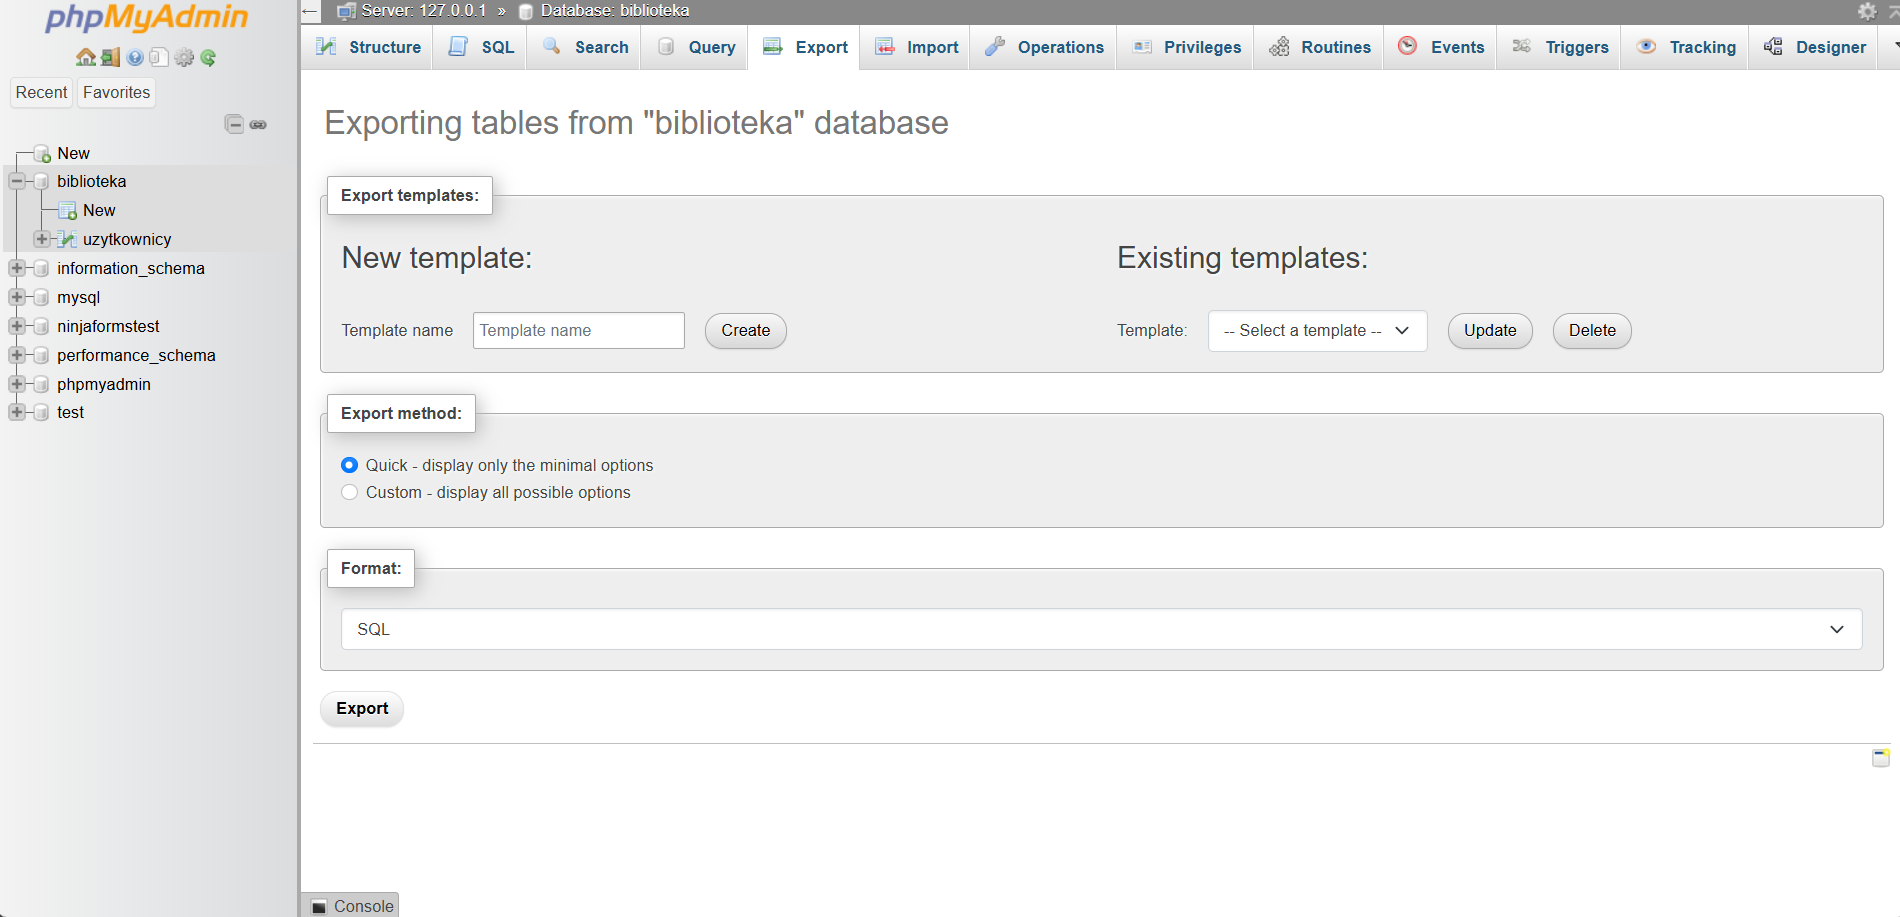 phpMyAdmin
Recent Favorites
New
biblioteka
New
uzytkownicy
information_schema
mysql
ninjaformstest
performance_schema
phpmyadmin
test
Server: 127.0.0.1 » Database: biblioteka
Structure SQL Search Query Export Import Operations Privileges Routines Events Triggers Tracking Designer
Exporting tables from "biblioteka" database
Export templates:
New template:
Template name Template name Create
Existing templates:
Template: -- Select a template -- Update Delete
Export method:
Quick - display only the minimal options
Custom - display all possible options
Format:
SQL
Export
Console